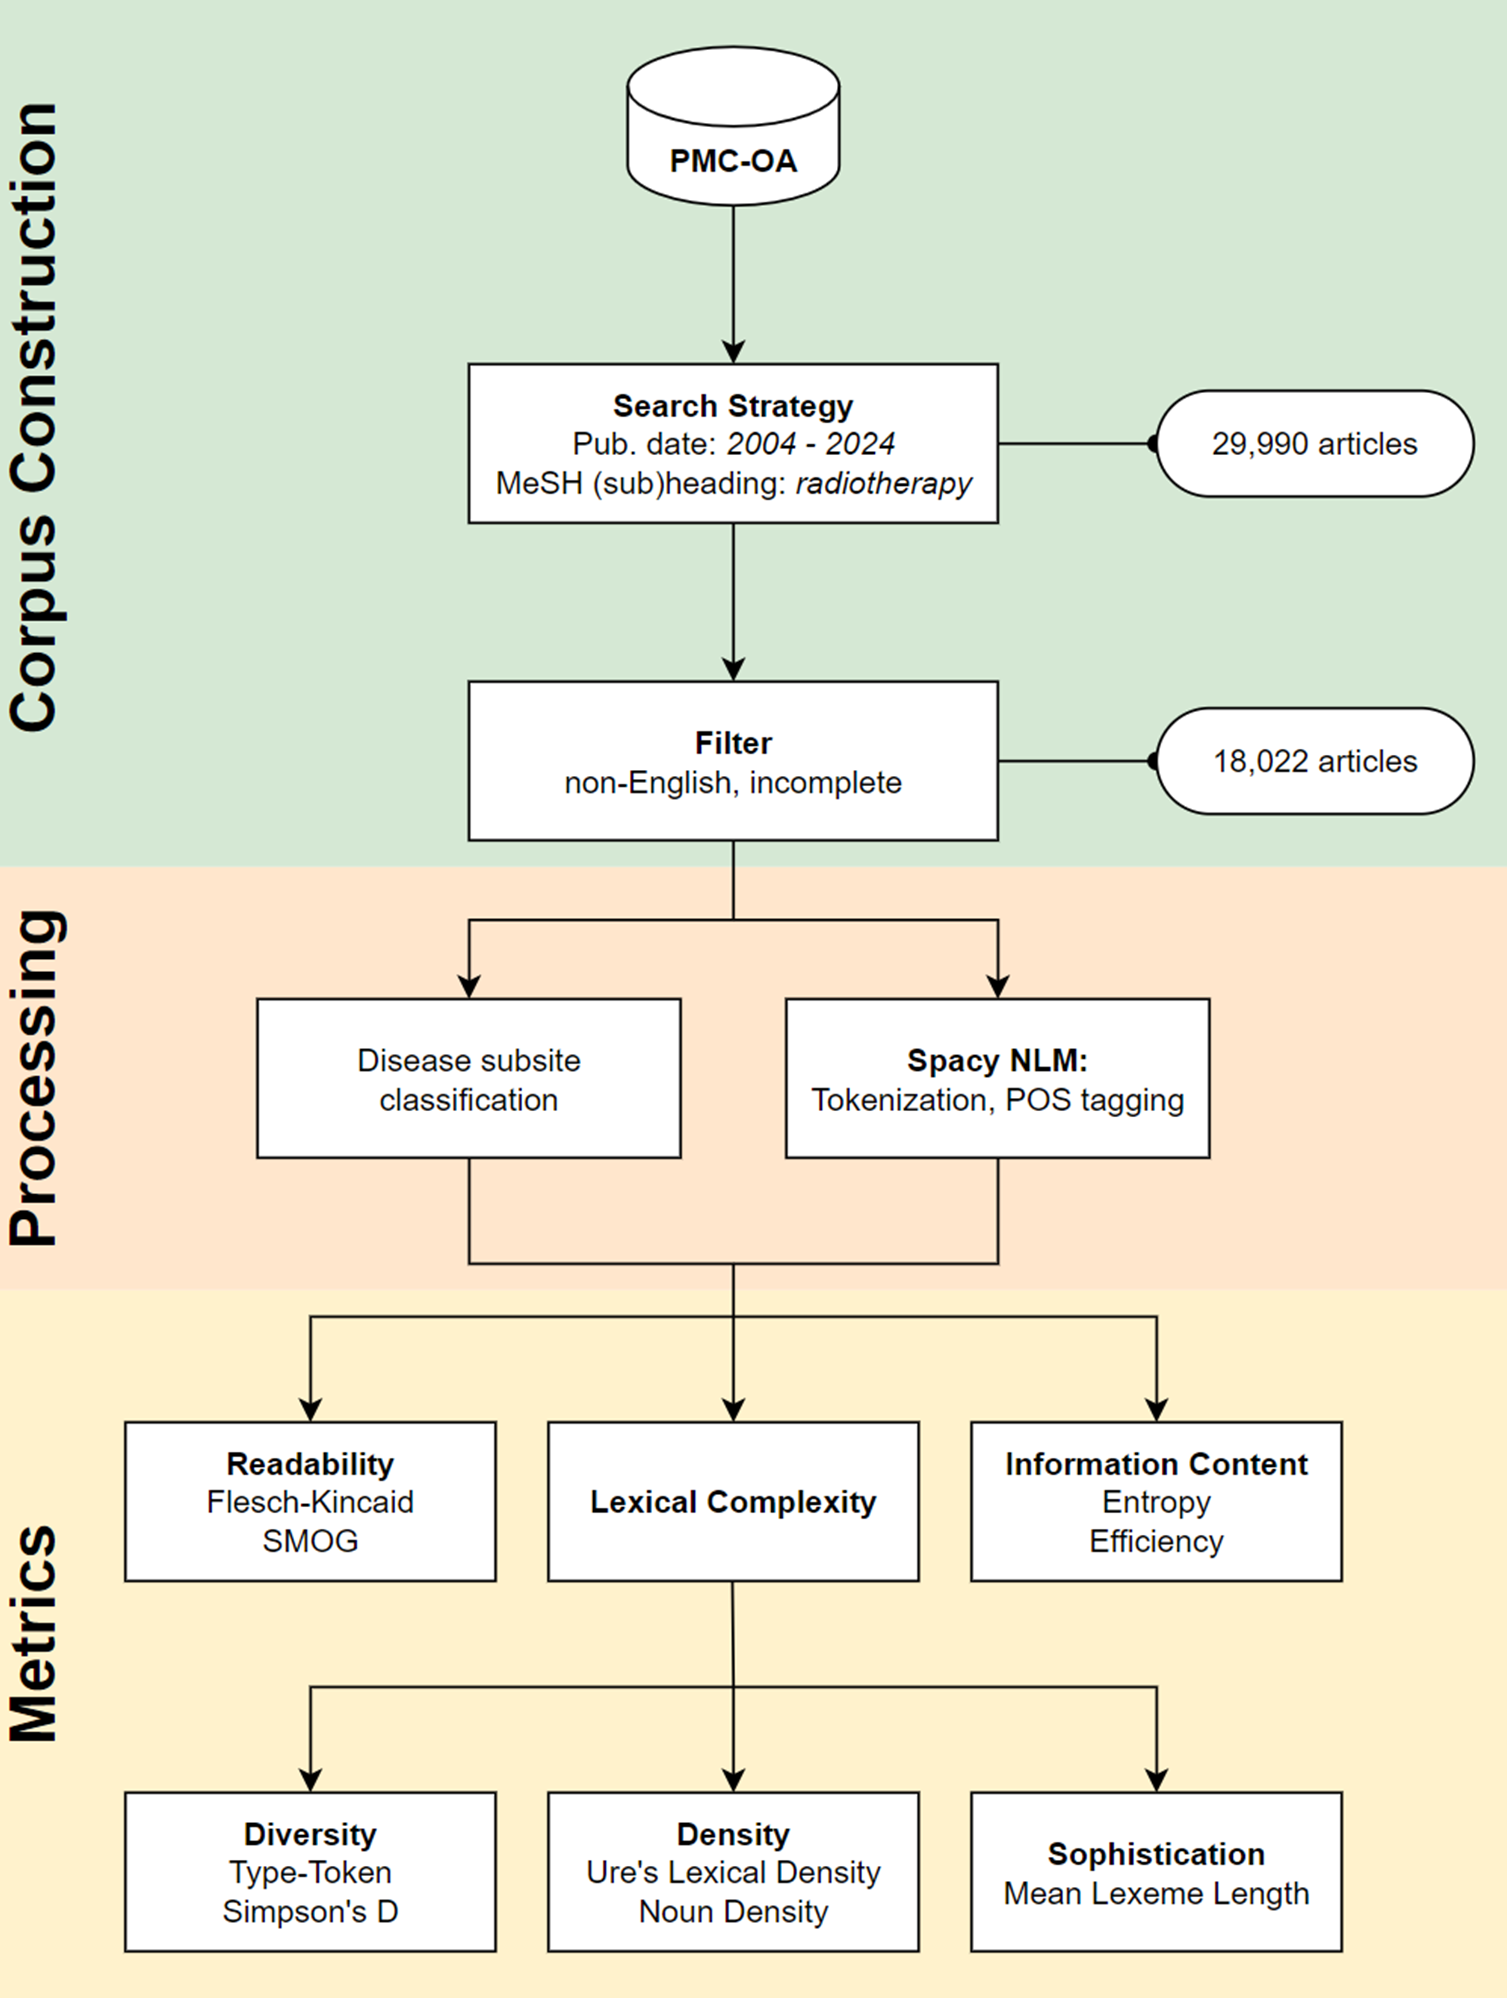 Corpus Construction
PMC-OA
Search Strategy
Pub. date: 2004 - 2024
MeSH (sub)heading: radiotherapy
29,990 articles
Filter
non-English, incomplete
18,022 articles
Processing
Disease subsite
classification
Spacy NLM:
Tokenization, POS tagging
Metrics
Readability
Flesch-Kincaid
SMOG
Lexical Complexity
Information Content
Entropy
Efficiency
Diversity
Type-Token
Simpson's D
Density
Ure's Lexical Density
Noun Density
Sophistication
Mean Lexeme Length